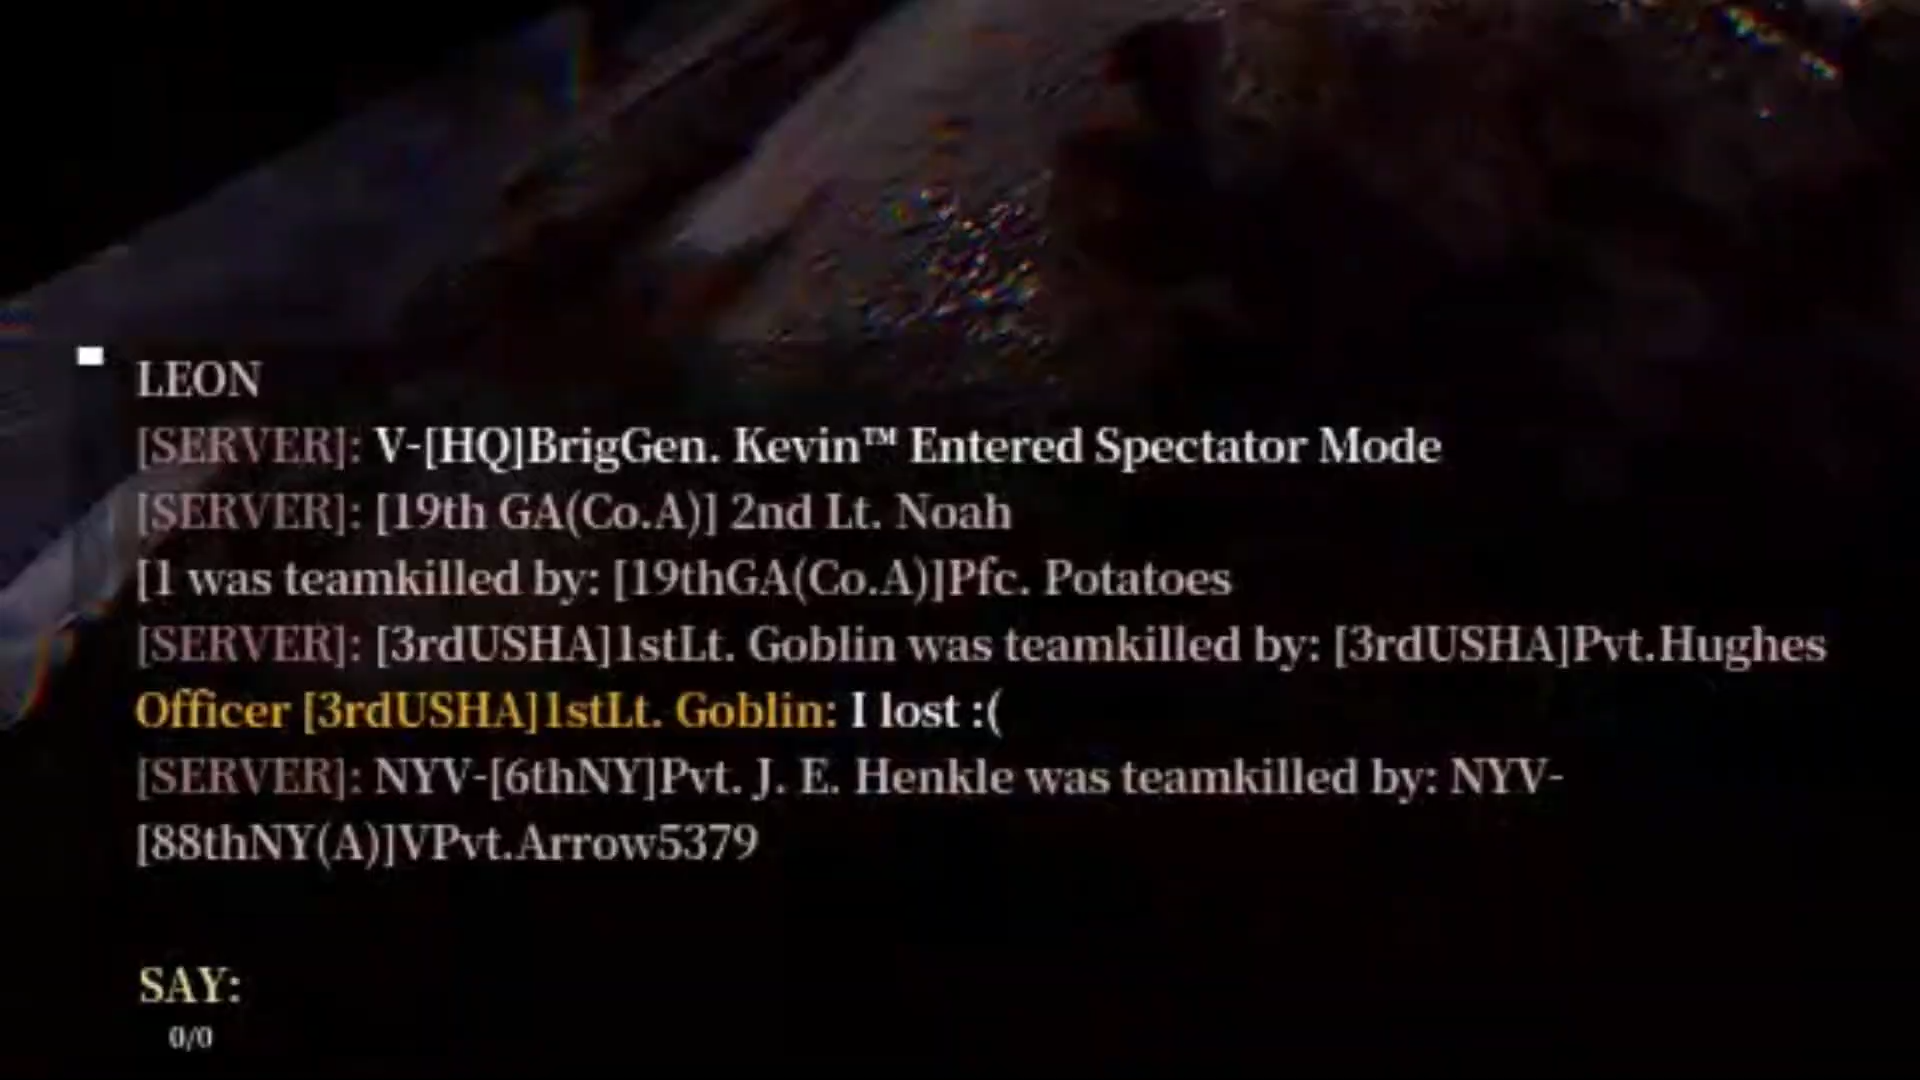 LEON
[SERVER]: V-[HQ]BrigGen. Kevin™ Entered Spectator Mode
[SERVER]: [19th GA(Co.A)] 2nd Lt. Noah
[1 was teamkilled by: [19thGA(Co.A)]Pfc. Potatoes
[SERVER]: [3rdUSHA]1stLt. Goblin was teamkilled by: [3rdUSHA]Pvt.Hughes
Officer [3rdUSHA]1stLt. Goblin: I lost :(
[SERVER]: NYV-[6thNY]Pvt. J. E. Henkle was teamkilled by: NYV-
[88thNY(A)]VPvt.Arrow5379
SAY:
0/0